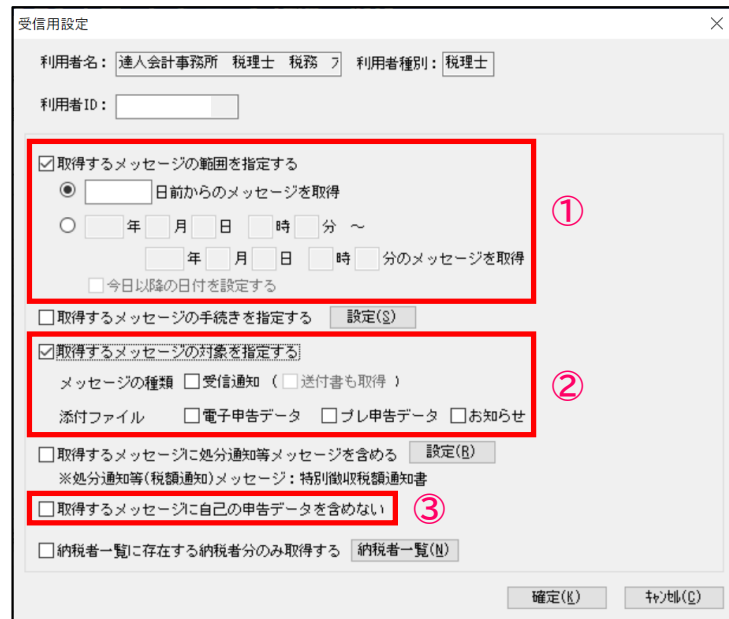 受信用設定
利用者名： 達人会計事務所 税理士 税務 利用者種別： 税理士
利用者ID：
取得するメッセージの範囲を指定する
日前からのメッセージを取得
①
年 月 日 時 分 ～
年 月 日 時 分のメッセージを取得
今日以降の日付を設定する
取得するメッセージの手続きを指定する 設定(S)
取得するメッセージの対象を指定する
メッセージの種類 受信通知 ( 送付書も取得 )
②
添付ファイル 電子申告データ プレ申告データ お知らせ
取得するメッセージに処分通知等メッセージを含める 設定(R)
※処分通知等(税額通知)メッセージ：特別徴収税額通知書
取得するメッセージに自己の申告データを含めない ③
納税者一覧に存在する納税者分のみ取得する 納税者一覧(N)
確定(K) ｷｬﾝｾﾙ(C)